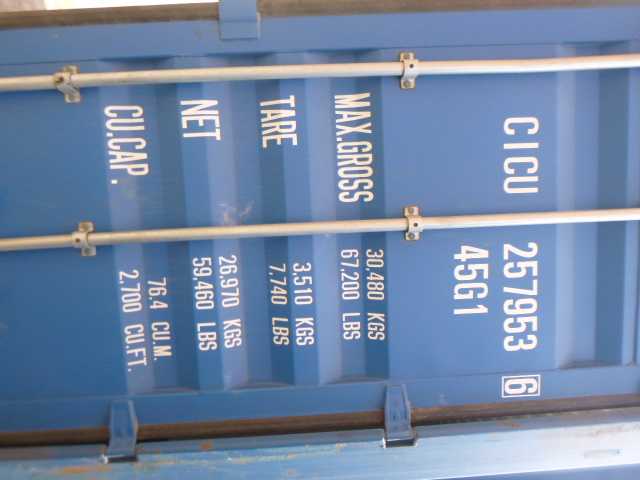 CICU 257953 6
45G1
MAX.GROSS 30,480 KGS
67,200 LBS
TARE 3,510 KGS
7,740 LBS
NET 26,970 KGS
59,460 LBS
CU.CAP. 76.4 CU.M.
2,700 CU.FT.